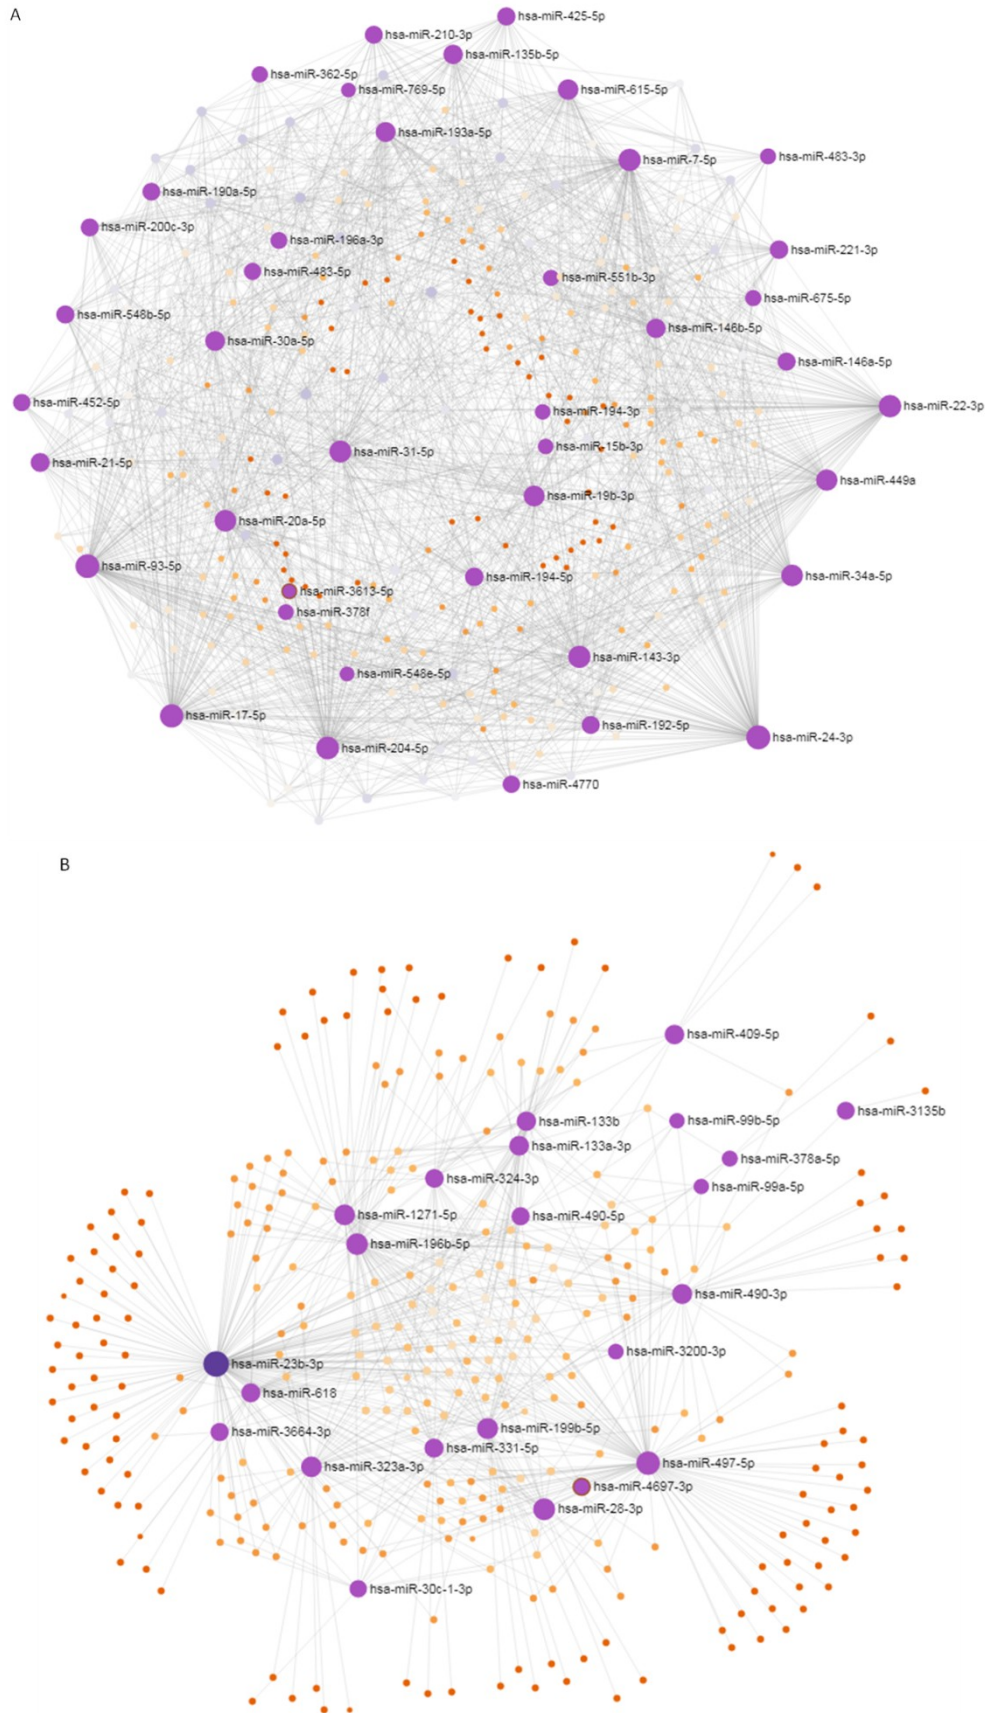 A
hsa-miR-425-5p
hsa-miR-210-3p
hsa-miR-135b-5p
hsa-miR-362-5p
hsa-miR-769-5p
hsa-miR-615-5p
hsa-miR-193a-5p
hsa-miR-7-5p
hsa-miR-483-3p
hsa-miR-190a-5p
hsa-miR-200c-3p
hsa-miR-196a-3p
hsa-miR-221-3p
hsa-miR-483-5p
hsa-miR-551b-3p
hsa-miR-675-5p
hsa-miR-548b-5p
hsa-miR-146b-5p
hsa-miR-30a-5p
hsa-miR-146a-5p
hsa-miR-452-5p
hsa-miR-194-3p
hsa-miR-22-3p
hsa-miR-31-5p
hsa-miR-15b-3p
hsa-miR-21-5p
hsa-miR-449a
hsa-miR-19b-3p
hsa-miR-20a-5p
hsa-miR-93-5p
hsa-miR-194-5p
hsa-miR-34a-5p
hsa-miR-3613-5p
hsa-miR-378f
hsa-miR-143-3p
hsa-miR-548e-5p
hsa-miR-17-5p
hsa-miR-192-5p
hsa-miR-24-3p
hsa-miR-204-5p
hsa-miR-4770
B
hsa-miR-409-5p
hsa-miR-3135b
hsa-miR-133b
hsa-miR-99b-5p
hsa-miR-133a-3p
hsa-miR-378a-5p
hsa-miR-324-3p
hsa-miR-99a-5p
hsa-miR-1271-5p
hsa-miR-490-5p
hsa-miR-196b-5p
hsa-miR-490-3p
hsa-miR-3200-3p
hsa-miR-23b-3p
hsa-miR-618
hsa-miR-3664-3p
hsa-miR-199b-5p
hsa-miR-331-5p
hsa-miR-323a-3p
hsa-miR-497-5p
hsa-miR-4697-3p
hsa-miR-28-3p
hsa-miR-30c-1-3p